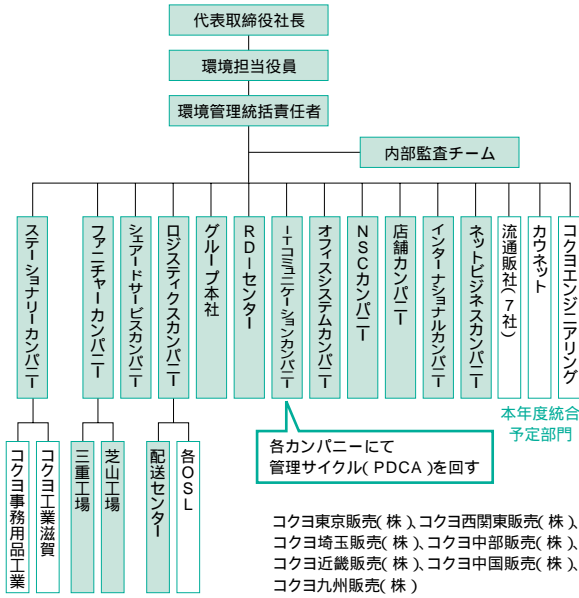 代表取締役社長
環境担当役員
環境管理統括責任者
内部監査チーム
ステーショナリーカンパニー
ファニチャーカンパニー
シェアードサービスカンパニー
ロジスティクスカンパニー
グループ本社
RDIセンター
ITコミュニケーションカンパニー
オフィスシステムカンパニー
NSCカンパニー
店舗カンパニー
インターナショナルカンパニー
ネットビジネスカンパニー
流通販社(7社)
カウネット
コクヨエンジニアリング
本年度統合
予定部門
コクヨ事務用品工業
コクヨ工業滋賀
三重工場
芝山工場
配送センター
各OSL
各カンパニーにて
管理サイクル(PDCA)を回す
コクヨ東京販売(株)、コクヨ西関東販売(株)、
コクヨ埼玉販売(株)、コクヨ中部販売(株)、
コクヨ近畿販売(株)、コクヨ中国販売(株)、
コクヨ九州販売(株)